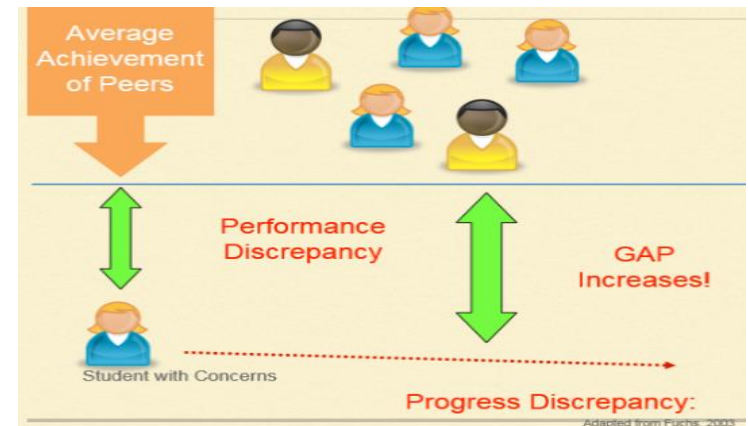 Average
Achievement
of Peers
Performance
Discrepancy
GAP
Increases!
Student with Concerns
Progress Discrepancy:
Adapted from Fuchs, 2003